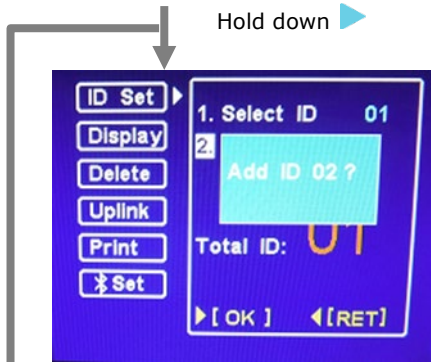 Hold down
ID Set
Display
Delete
Uplink
Print
Set
1. Select ID 01
2.
Add ID 02 ?
Total ID: 01
[ OK ] [RET]